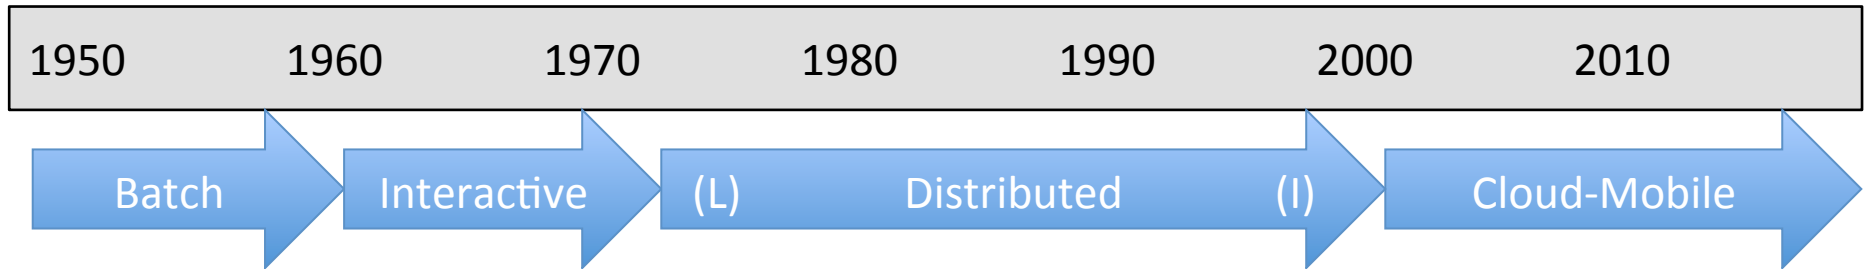 1950 1960 1970 1980 1990 2000 2010
Batch Interactive (L) Distributed (I) Cloud-Mobile